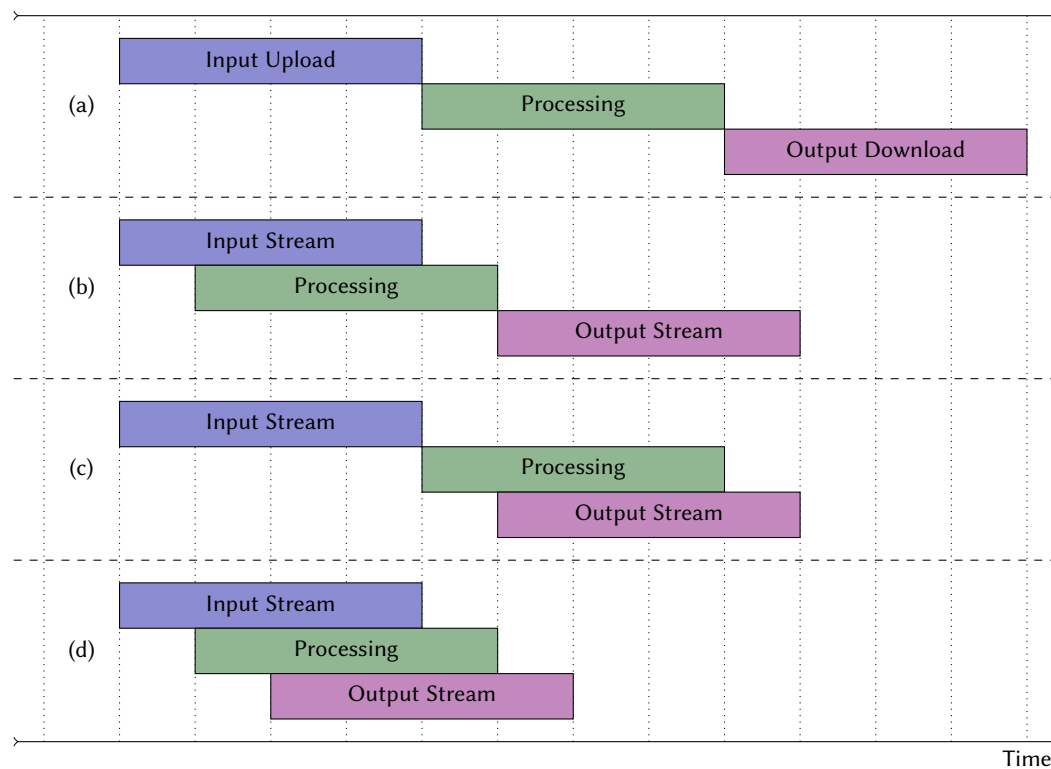 Input Upload
(a)
Processing
Output Download
Input Stream
(b)
Processing
Output Stream
Input Stream
(c)
Processing
Output Stream
Input Stream
(d)
Processing
Output Stream
Time